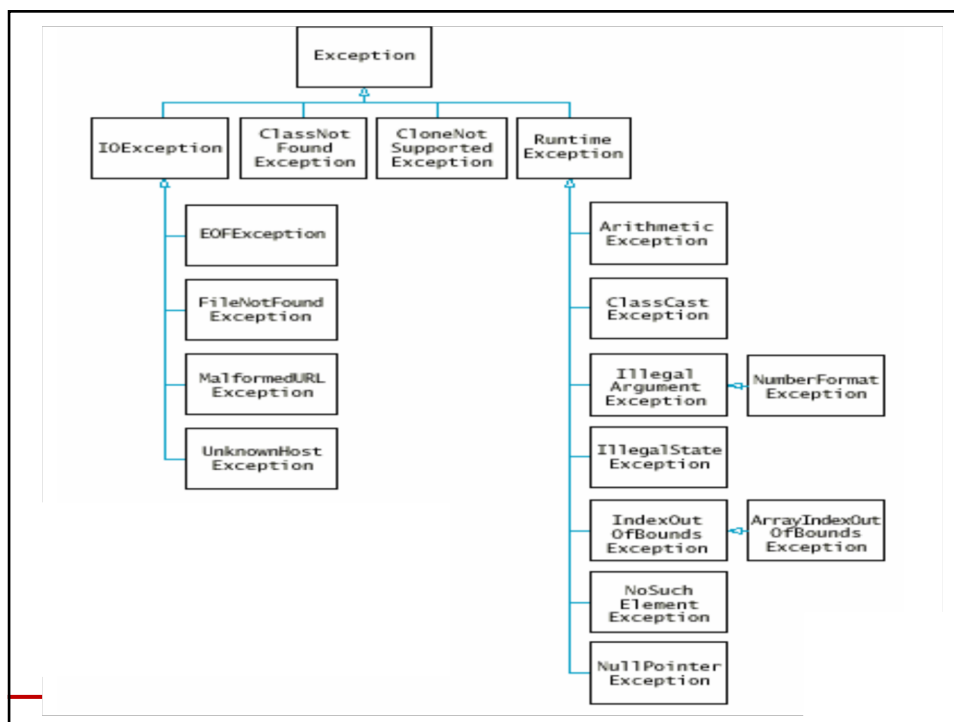 Exception
IOException
ClassNot
Found
Exception
CloneNot
Supported
Exception
Runtime
Exception
EOFException
FileNotFound
Exception
MalformedURL
Exception
UnknownHost
Exception
Arithmetic
Exception
ClassCast
Exception
Illegal
Argument
Exception
NumberFormat
Exception
IllegalState
Exception
IndexOut
OfBounds
Exception
ArrayIndexOut
OfBounds
Exception
NoSuch
Element
Exception
NullPointer
Exception